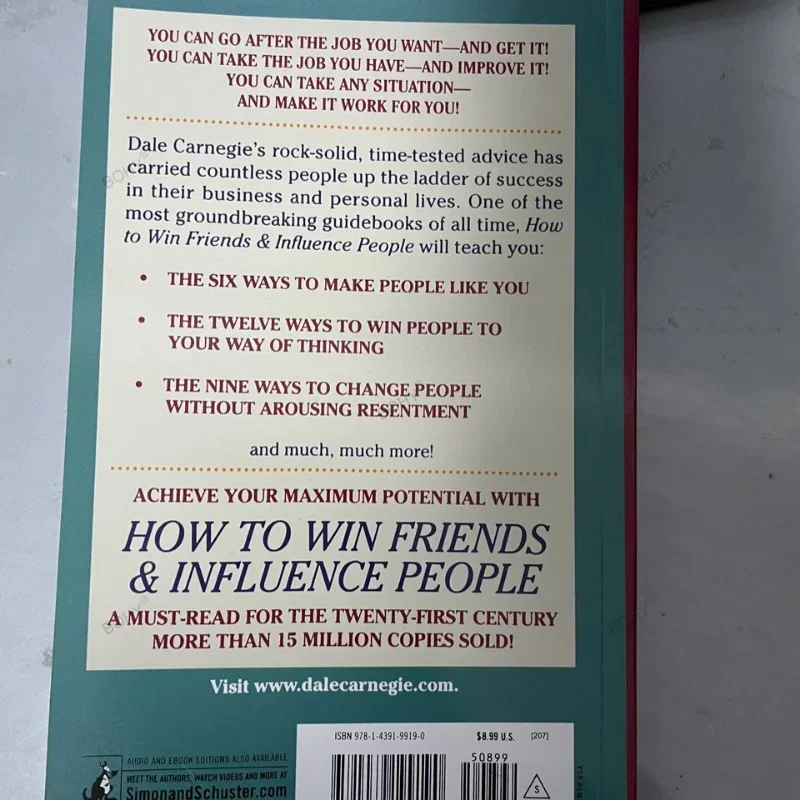 YOU CAN GO AFTER THE JOB YOU WANT—AND GET IT!
YOU CAN TAKE THE JOB YOU HAVE—AND IMPROVE IT!
YOU CAN TAKE ANY SITUATION—
AND MAKE IT WORK FOR YOU!
Dale Carnegie's rock-solid, time-tested advice has
carried countless people up the ladder of success
in their business and personal lives. One of the
most groundbreaking guidebooks of all time, How
to Win Friends & Influence People will teach you:
• THE SIX WAYS TO MAKE PEOPLE LIKE YOU
• THE TWELVE WAYS TO WIN PEOPLE TO
YOUR WAY OF THINKING
• THE NINE WAYS TO CHANGE PEOPLE
WITHOUT AROUSING RESENTMENT
and much, much more!
ACHIEVE YOUR MAXIMUM POTENTIAL WITH
HOW TO WIN FRIENDS
& INFLUENCE PEOPLE
A MUST-READ FOR THE TWENTY-FIRST CENTURY
MORE THAN 15 MILLION COPIES SOLD!
Visit www.dalecarnegie.com.
ISBN 978-1-4391-9919-0 $8.99 U.S. [207]
50899
S
AUDIO AND EBOOK EDITIONS ALSO AVAILABLE
MEET THE AUTHORS, WATCH VIDEOS AND MORE AT
SimonandSchuster.com
BOHY®
BOHY®
BOHY
BOHY®
BOHY®